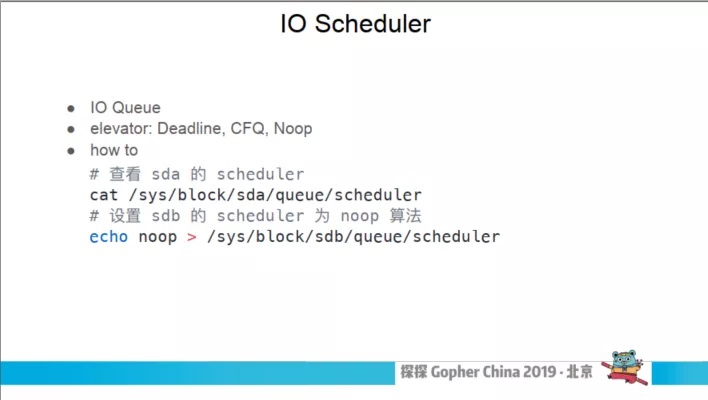 IO Scheduler
● IO Queue
● elevator: Deadline, CFQ, Noop
● how to
# 查看 sda 的 scheduler
cat /sys/block/sda/queue/scheduler
# 设置 sdb 的 scheduler 为 noop 算法
echo noop > /sys/block/sdb/queue/scheduler
探探 Gopher China 2019 · 北京